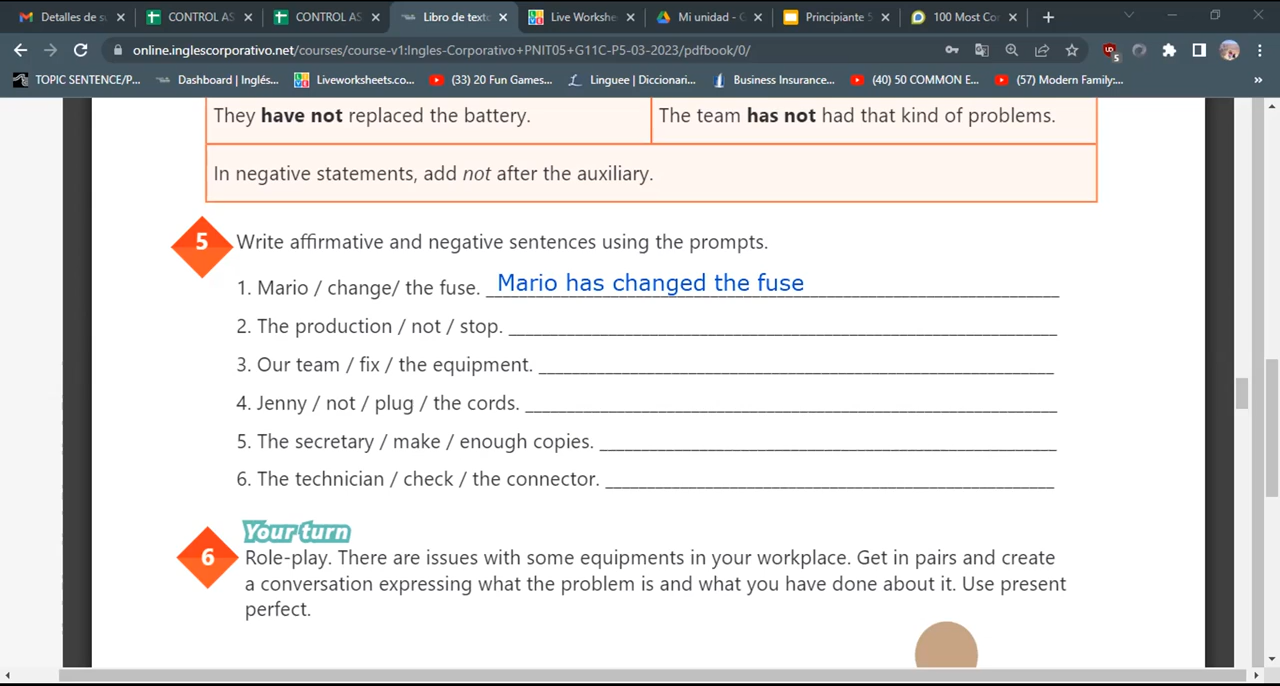 Detalles de su
CONTROL AS
CONTROL AS
Libro de texto
Live Workshe
Mi unidad - G
Principiante 5
100 Most Co
online.inglescorporativo.net/courses/course-v1:Ingles-Corporativo+PNIT05+G11C-P5-03-2023/pdfbook/0/
5
TOPIC SENTENCE/P...
Dashboard | Inglés...
Liveworksheets.co...
(33) 20 Fun Games...
Linguee | Diccionari...
Business Insurance...
(40) 50 COMMON E...
(57) Modern Family:...
»
They have not replaced the battery.
The team has not had that kind of problems.
In negative statements, add not after the auxiliary.
5 Write affirmative and negative sentences using the prompts.
1. Mario / change/ the fuse. Mario has changed the fuse
2. The production / not / stop.
3. Our team / fix / the equipment.
4. Jenny / not / plug / the cords.
5. The secretary / make / enough copies.
6. The technician / check / the connector.
Your turn
6 Role-play. There are issues with some equipments in your workplace. Get in pairs and create
a conversation expressing what the problem is and what you have done about it. Use present
perfect.